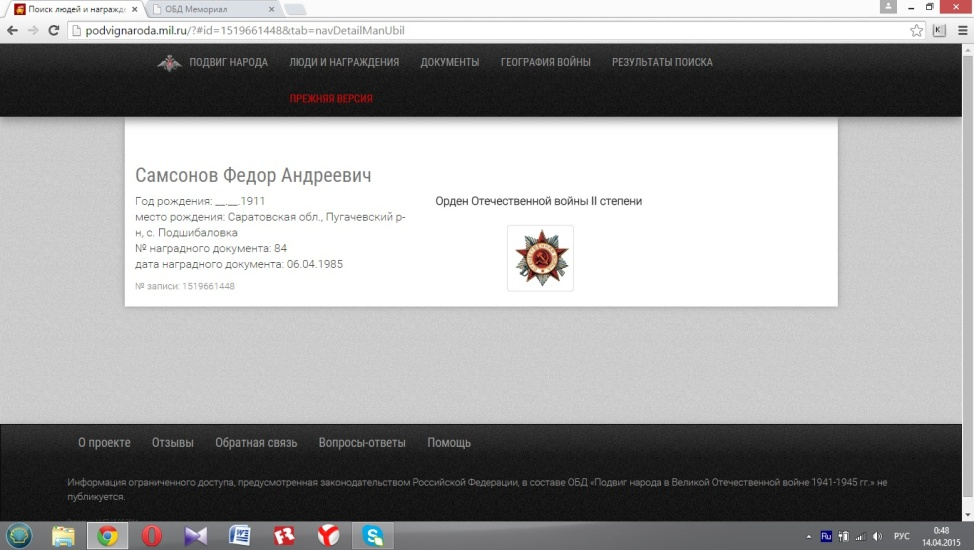 Поиск людей и награжд
ОБД Мемориал
podvignaroda.mil.ru/?#id=1519661448&tab=navDetailManUbil
ПОДВИГ НАРОДА ЛЮДИ И НАГРАЖДЕНИЯ ДОКУМЕНТЫ ГЕОГРАФИЯ ВОЙНЫ РЕЗУЛЬТАТЫ ПОИСКА
ПРЕЖНЯЯ ВЕРСИЯ
Самсонов Федор Андреевич
Год рождения: __.__.1911
место рождения: Саратовская обл., Пугачевский р-
н, с. Подшибаловка
№ наградного документа: 84
дата наградного документа: 06.04.1985
№ записи: 1519661448
Орден Отечественной войны II степени
О проекте Отзывы Обратная связь Вопросы-ответы Помощь
Информация ограниченного доступа, предусмотренная законодательством Российской Федерации, в составе ОБД «Подвиг народа в Великой Отечественной войне 1941-1945 гг.» не
публикуется.
Ru
РУС
0:48
14.04.2015